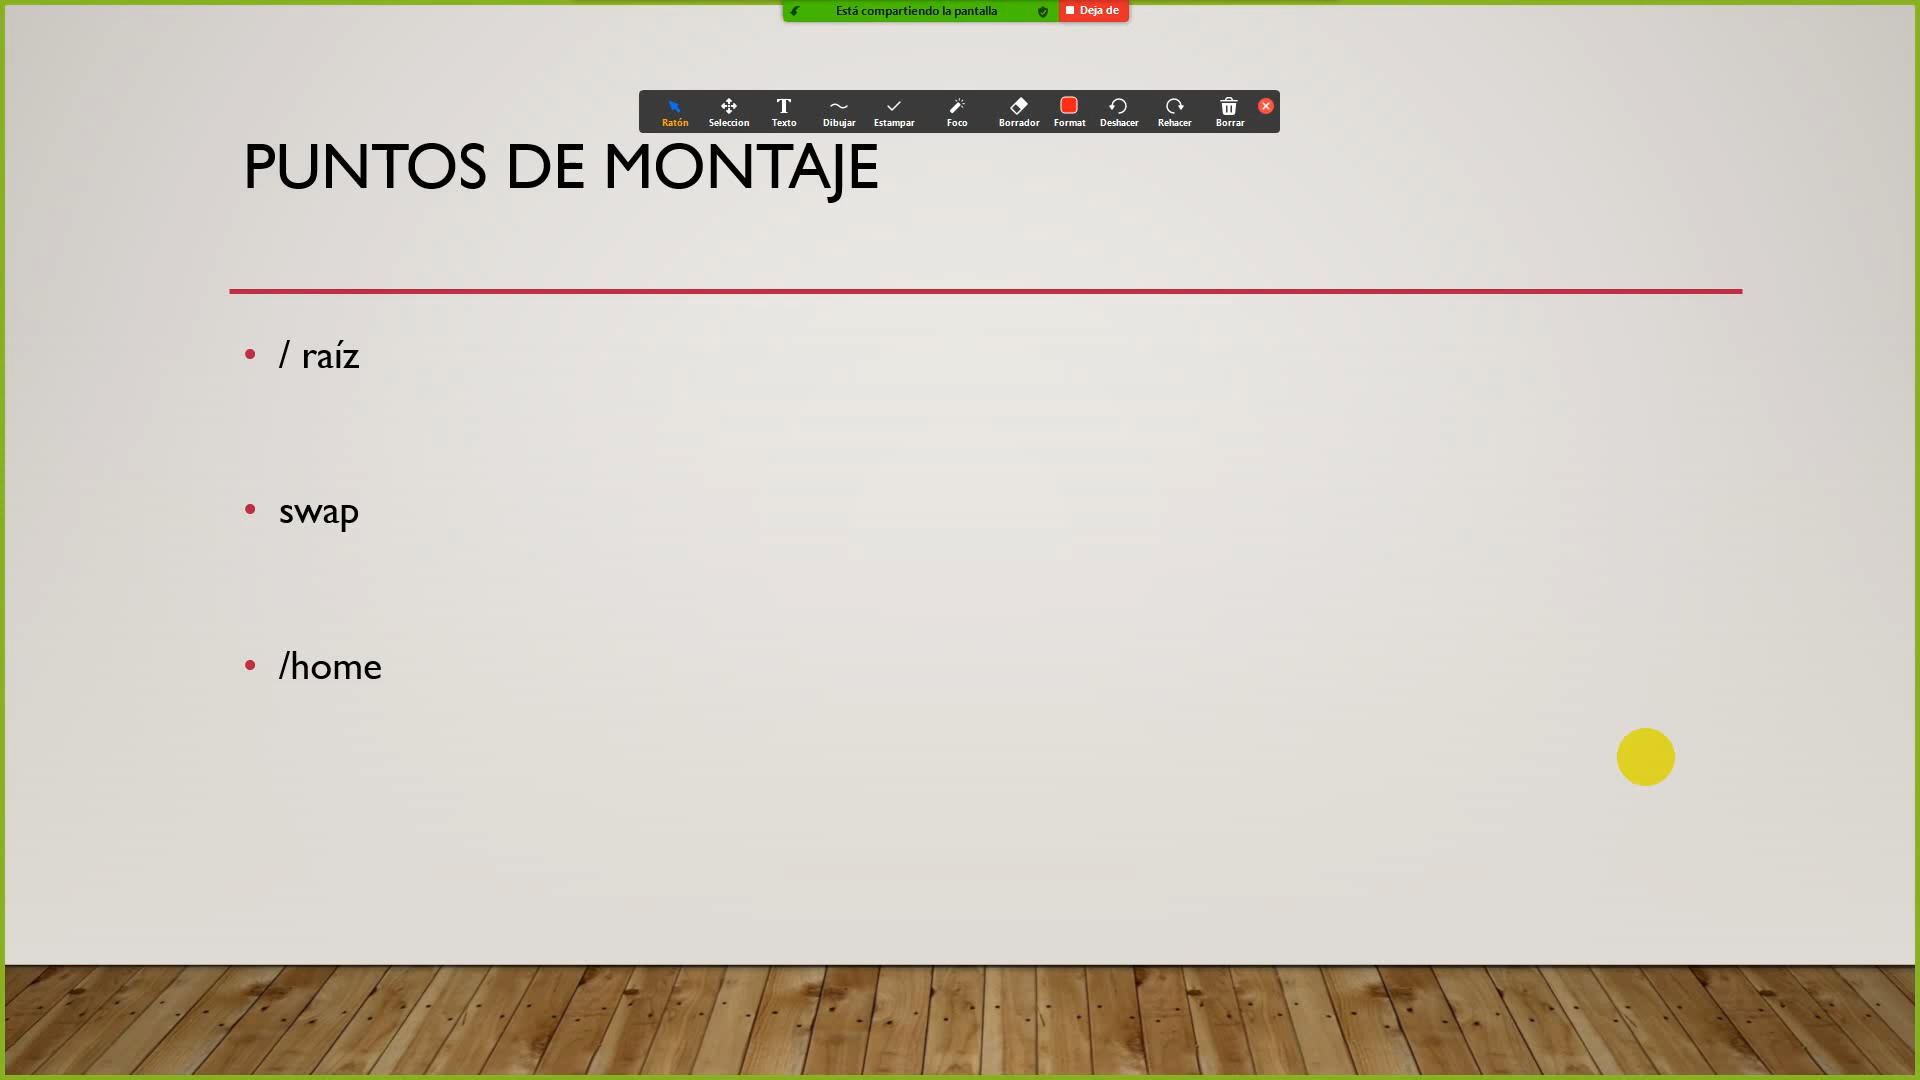 Está compartiendo la pantalla
Deja de
Ratón
Seleccion
Texto
Dibujar
Estampar
Foco
Borrador
Format
Deshacer
Rehacer
Borrar
PUNTOS DE MONTAJE
• / raíz
• swap
• /home